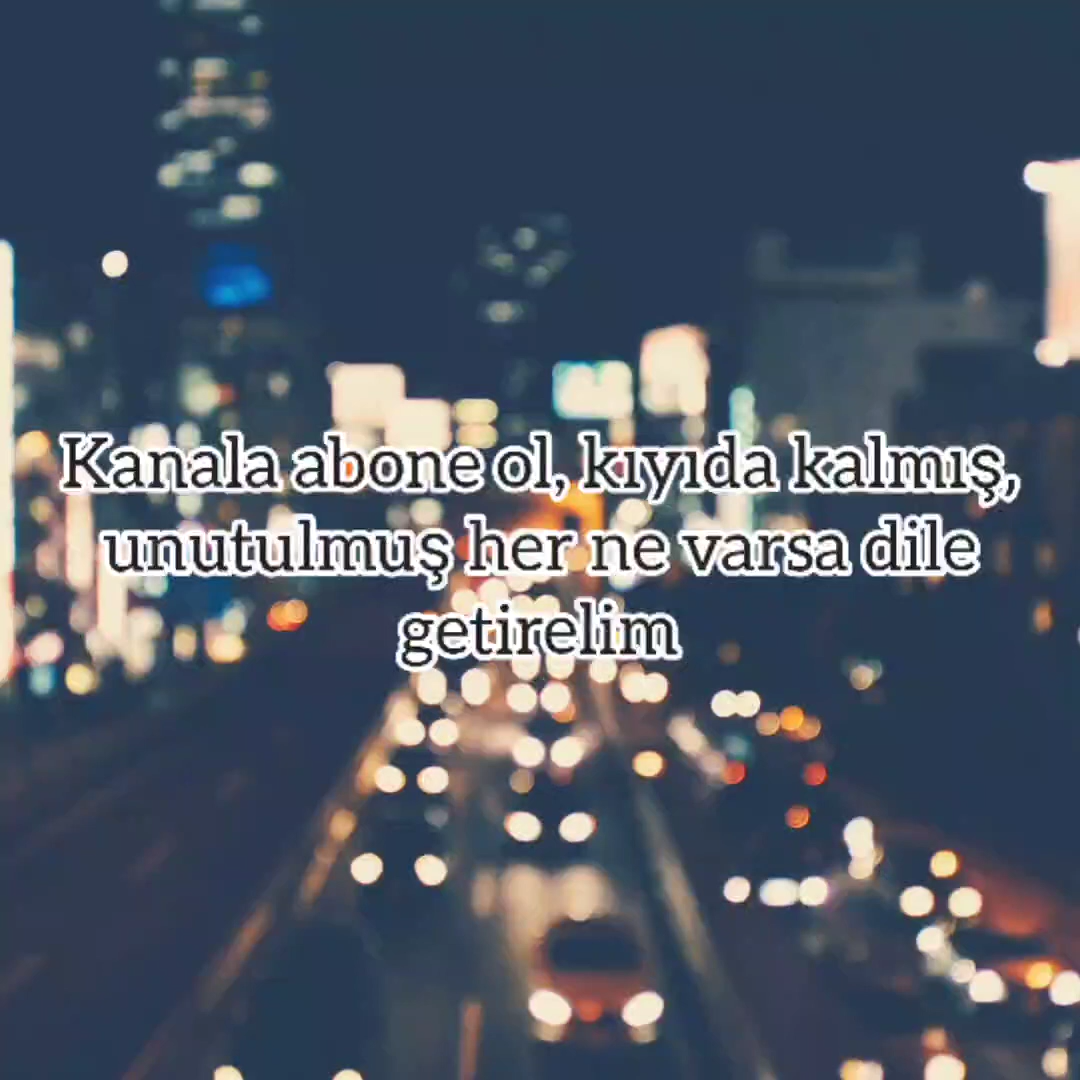 Kanala abone ol, kıyıda kalmış,
unutulmuş her ne varsa dile
getirelim